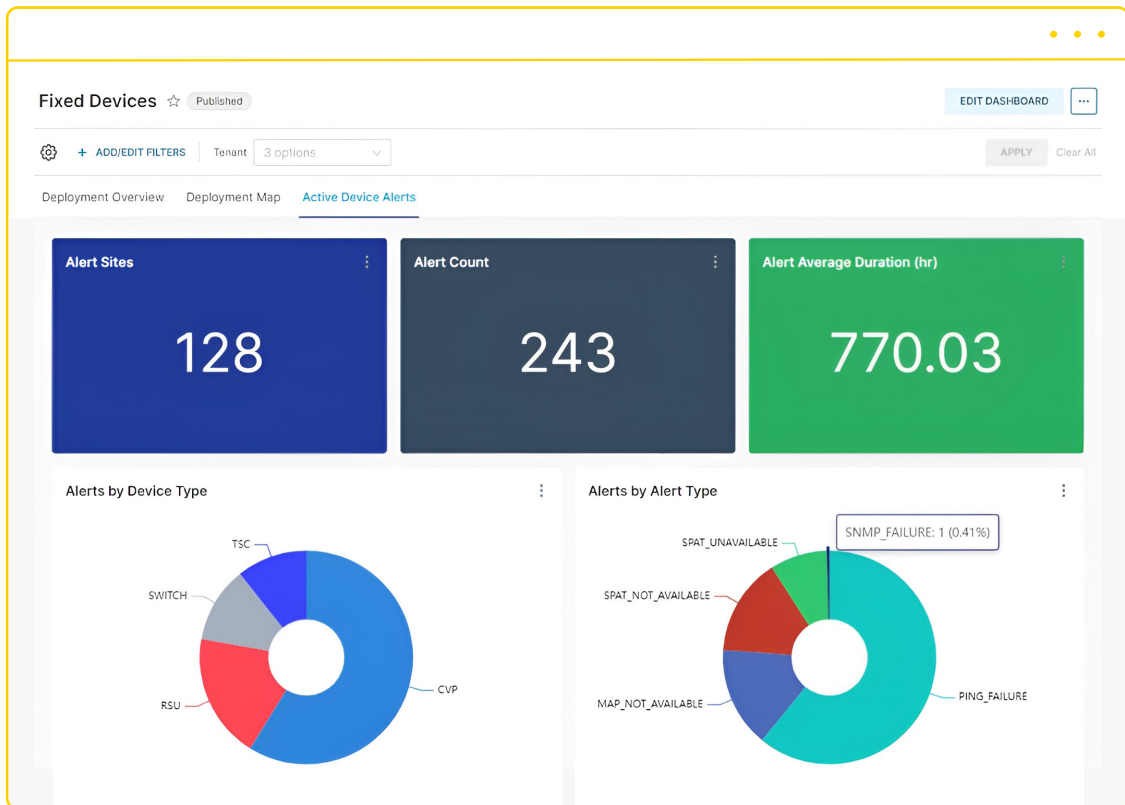 Fixed Devices Published EDIT DASHBOARD ...
+ ADD/EDIT FILTERS Tenant 3 options APPLY Clear All
Deployment Overview Deployment Map Active Device Alerts
Alert Sites
128
Alert Count
243
Alert Average Duration (hr)
770.03
Alerts by Device Type
TSC
SWITCH
RSU
CVP
Alerts by Alert Type
SNMP_FAILURE: 1 (0.41%)
SPAT_UNAVAILABLE
SPAT_NOT_AVAILABLE
MAP_NOT_AVAILABLE
PING_FAILURE